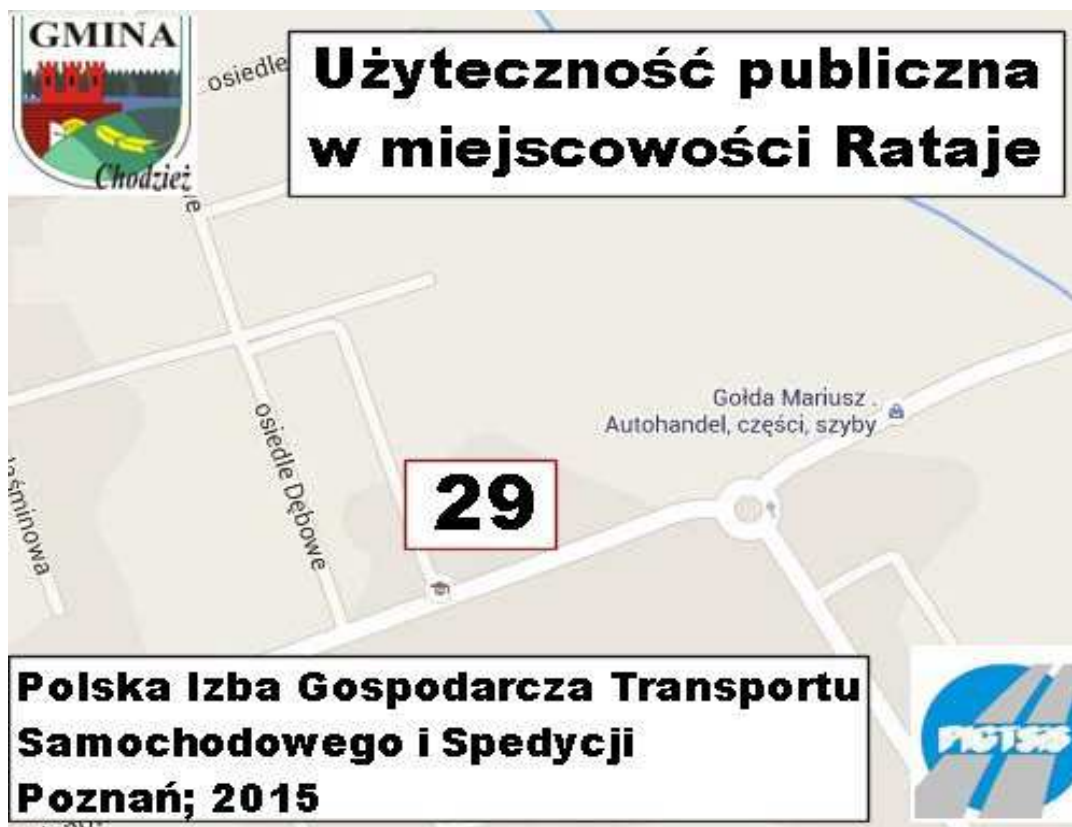 GMINA
Chodzież
osiedle
Użyteczność publiczna
w miejscowości Rataje
Gołda Mariusz .
Autohandel, części, szyby
osiedle Dębowe
29
Polska Izba Gospodarcza Transportu
Samochodowego i Spedycji
Poznań; 2015
PIGTSiS